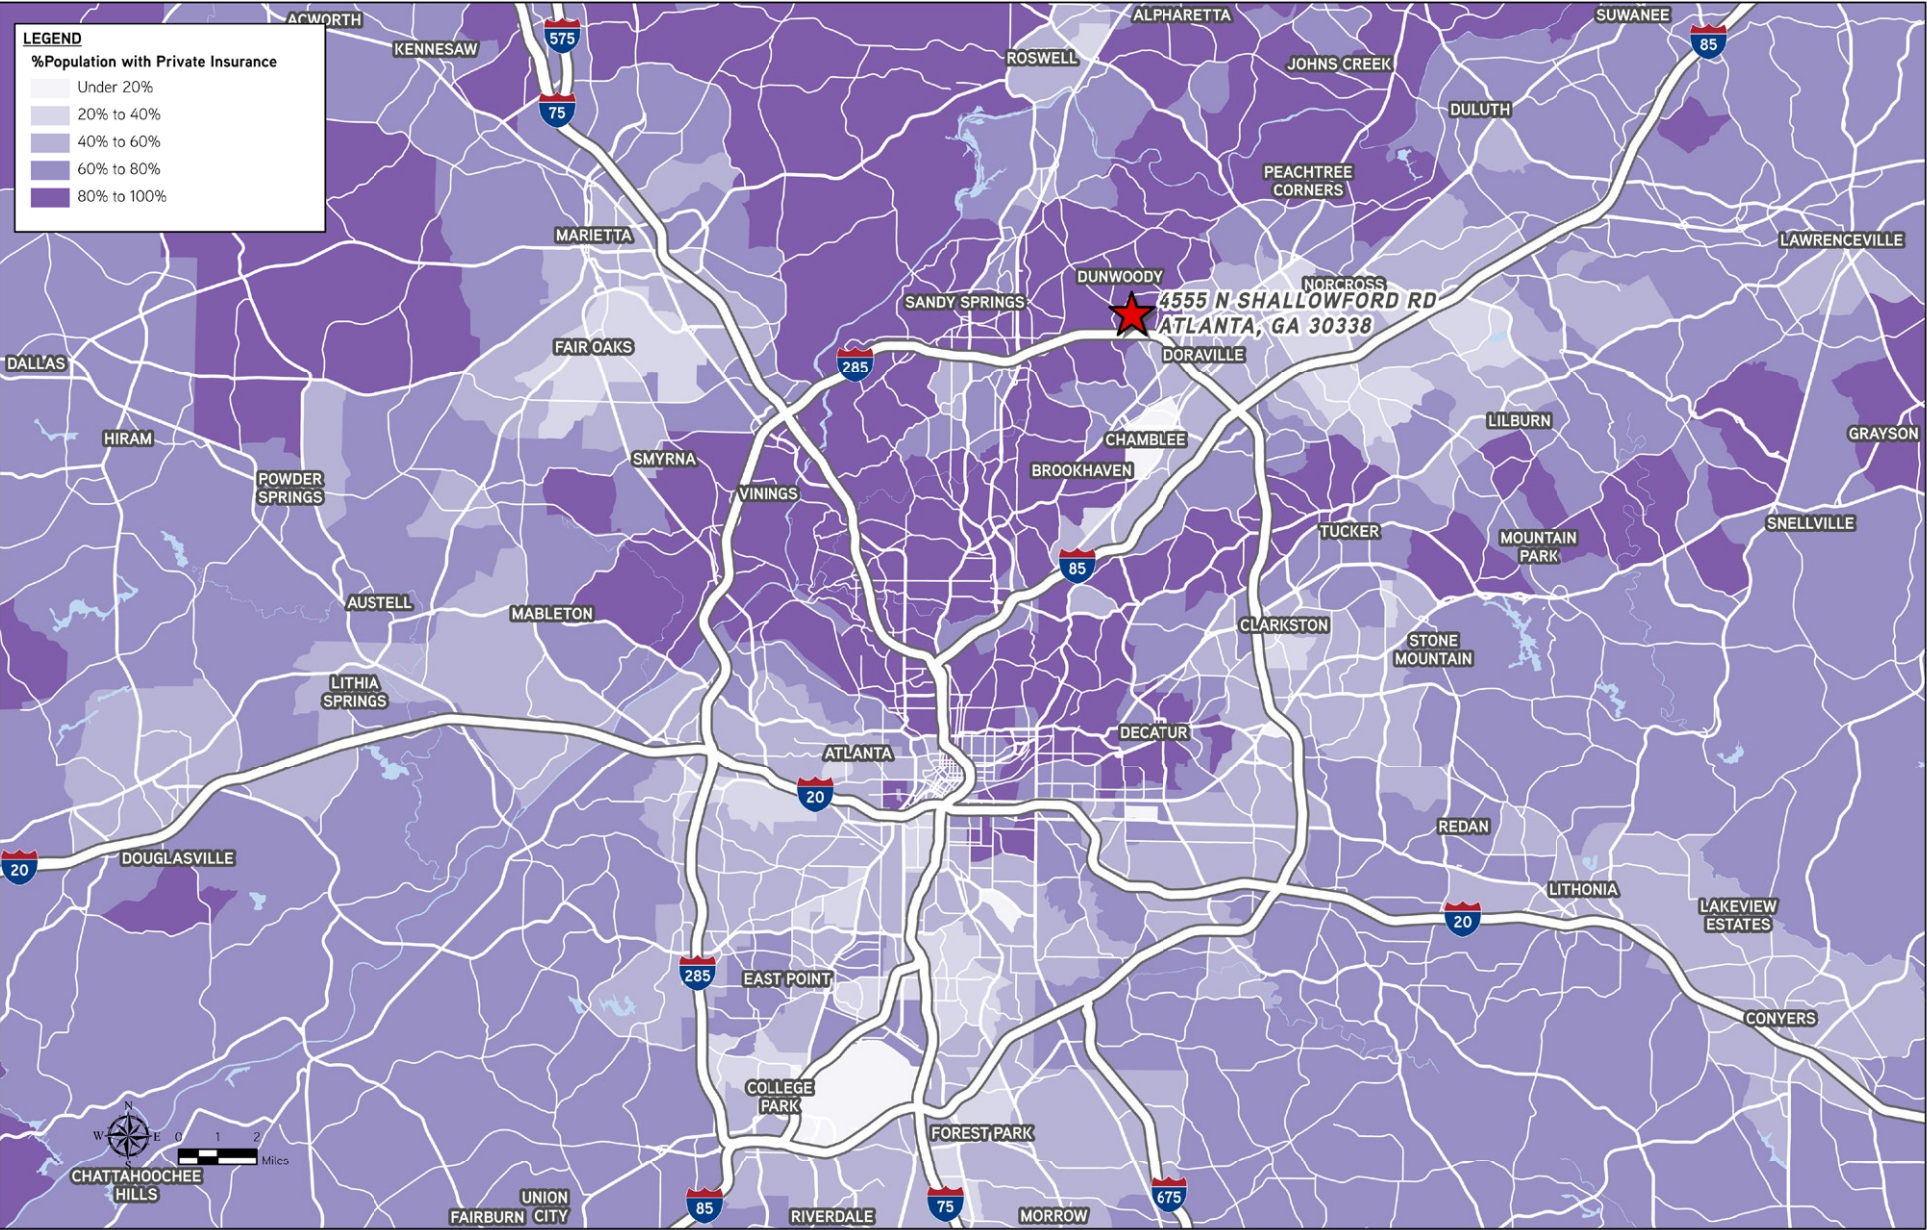 ACWORTH
ALPHARETTA
SUWANEE
LEGEND
%Population with Private Insurance
Under 20%
20% to 40%
40% to 60%
60% to 80%
80% to 100%
575
KENNESAW
85
ROSWELL
JOHNS CREEK
75
DULUTH
PEACHTREE
CORNERS
MARIETTA
LAWRENCEVILLE
DUNWOODY
NORCROSS
SANDY SPRINGS
4555 N SHALLOWFORD RD
ATLANTA, GA 30338
FAIR OAKS
DORAVILLE
DALLAS
285
LILBURN
GRAYSON
HIRAM
CHAMBLEE
SMYRNA
BROOKHAVEN
POWDER
SPRINGS
VININGS
SNELLVILLE
TUCKER
MOUNTAIN
PARK
85
AUSTELL
MABLETON
CLARKSTON
STONE
MOUNTAIN
LITHIA
SPRINGS
DECATUR
ATLANTA
20
REDAN
DOUGLASVILLE
20
LITHONIA
LAKEVIEW
ESTATES
20
285
EAST POINT
CONYERS
COLLEGE
PARK
N
W E
S
0 1 2
Miles
FOREST PARK
CHATTAHOOCHEE
HILLS
UNION
CITY
FAIRBURN
85
75
675
RIVERDALE
MORROW